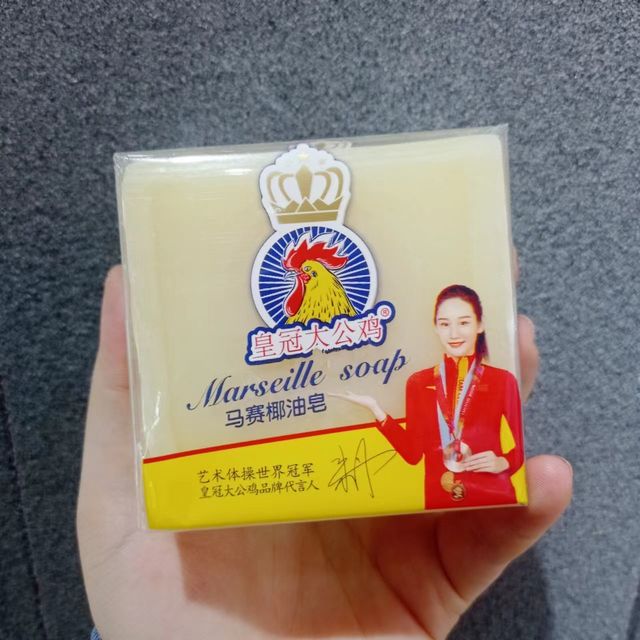 皇冠大公鸡®
Marseille soap
马赛椰油皂
艺术体操世界冠军
皇冠大公鸡品牌代言人